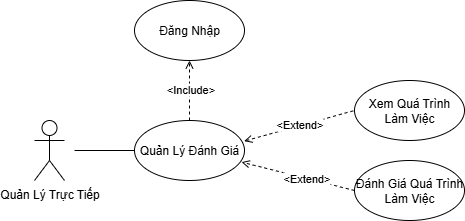 Đăng Nhập
<Include>
Xem Quá Trình
Làm Việc
<Extend>
Quản Lý Đánh Giá
<Extend>
Đánh Giá Quá Trình
Làm Việc
Quản Lý Trực Tiếp